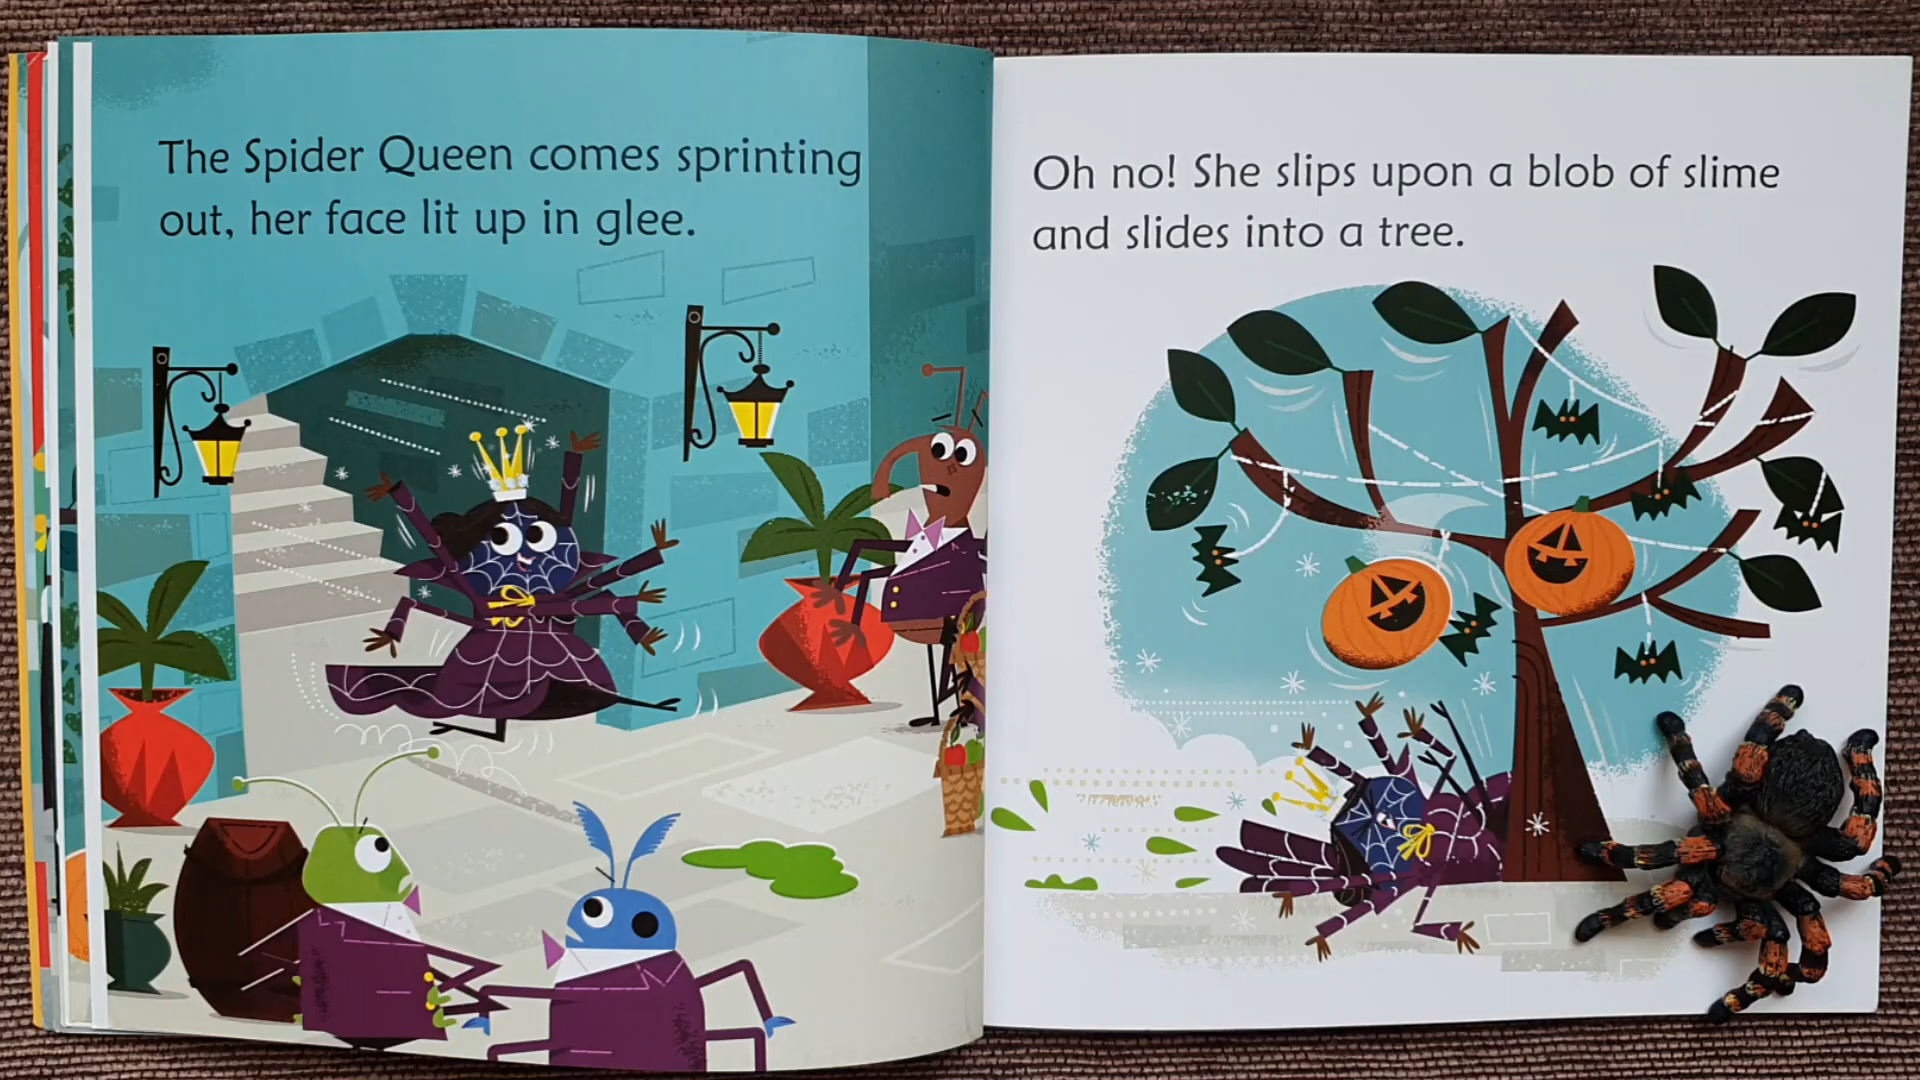 The Spider Queen comes sprinting
out, her face lit up in glee.
Oh no! She slips upon a blob of slime
and slides into a tree.